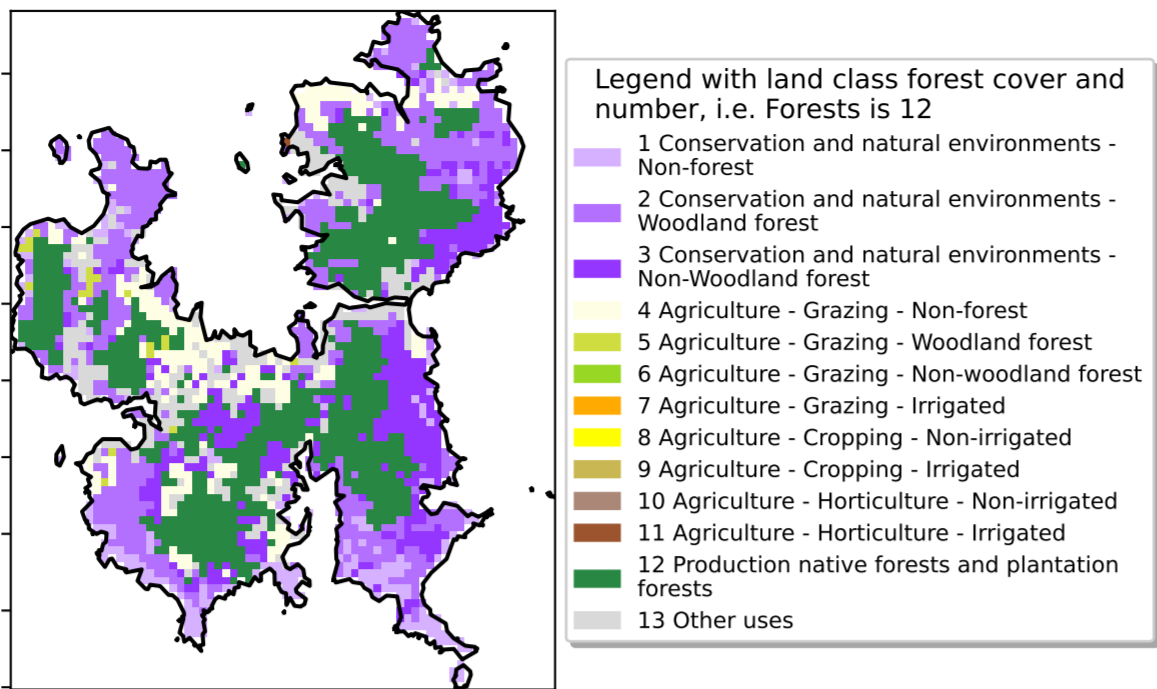 Legend with land class forest cover and
number, i.e. Forests is 12
1 Conservation and natural environments -
Non-forest
2 Conservation and natural environments -
Woodland forest
3 Conservation and natural environments -
Non-Woodland forest
4 Agriculture - Grazing - Non-forest
5 Agriculture - Grazing - Woodland forest
6 Agriculture - Grazing - Non-woodland forest
7 Agriculture - Grazing - Irrigated
8 Agriculture - Cropping - Non-irrigated
9 Agriculture - Cropping - Irrigated
10 Agriculture - Horticulture - Non-irrigated
11 Agriculture - Horticulture - Irrigated
12 Production native forests and plantation
forests
13 Other uses